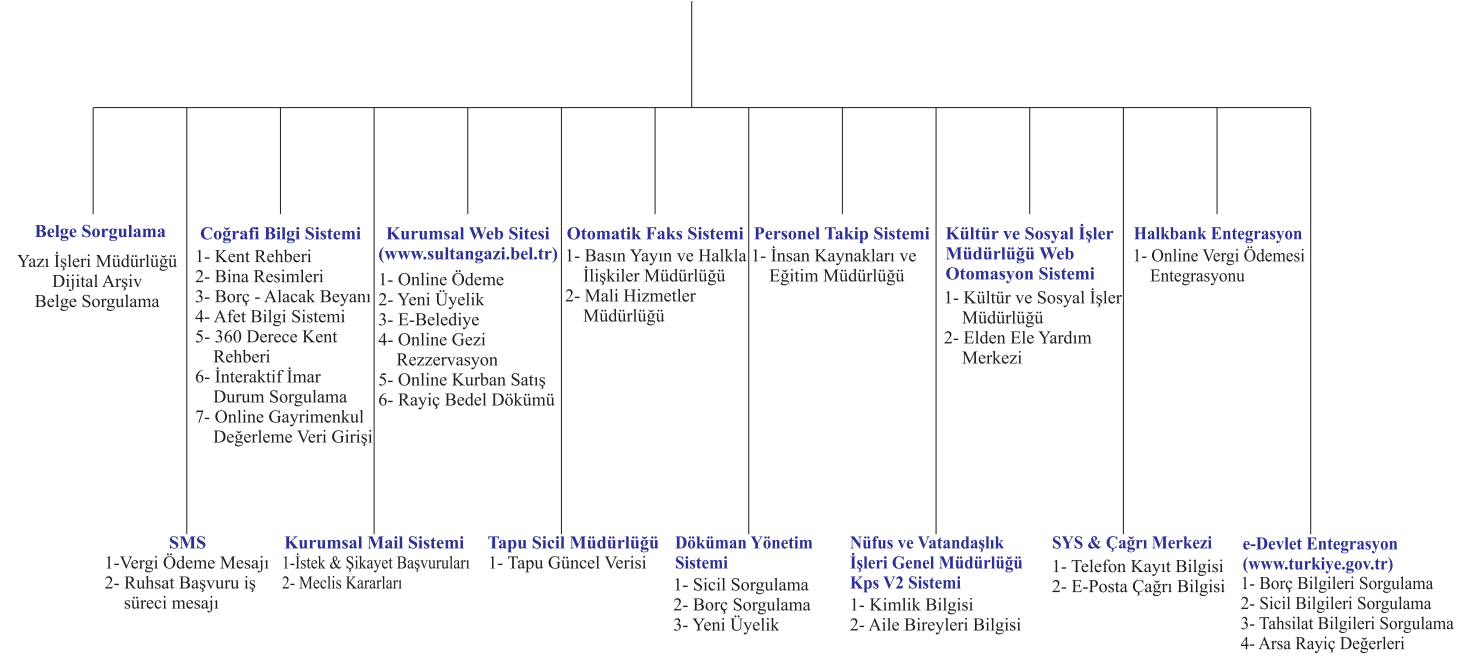 Belge Sorgulama
Yazı İşleri Müdürlüğü
Dijital Arşiv
Belge Sorgulama
Coğrafi Bilgi Sistemi
1- Kent Rehberi
2- Bina Resimleri
3- Borç - Alacak Beyanı
4- Afet Bilgi Sistemi
5- 360 Derece Kent
Rehberi
6- İnteraktif İmar
Durum Sorgulama
7- Online Gayrimenkul
Değerleme Veri Girişi
Kurumsal Web Sitesi
(www.sultangazi.bel.tr)
1- Online Ödeme
2- Yeni Üyelik
3- E-Belediye
4- Online Gezi
Rezzervasyon
5- Online Kurban Satış
6- Rayiç Bedel Dökümü
Otomatik Faks Sistemi
1- Basın Yayın ve Halkla
İlişkiler Müdürlüğü
2- Mali Hizmetler
Müdürlüğü
Personel Takip Sistemi
1- İnsan Kaynakları ve
Eğitim Müdürlüğü
Kültür ve Sosyal İşler
Müdürlüğü Web
Otomasyon Sistemi
1- Kültür ve Sosyal İşler
Müdürlüğü
2- Elden Ele Yardım
Merkezi
Halkbank Entegrasyon
1- Online Vergi Ödemesi
Entegrasyonu
SMS
1-Vergi Ödeme Mesajı
2- Ruhsat Başvuru iş
süreci mesajı
Kurumsal Mail Sistemi
1-İstek & Şikayet Başvuruları
2- Meclis Kararları
Tapu Sicil Müdürlüğü
1- Tapu Güncel Verisi
Döküman Yönetim
Sistemi
1- Sicil Sorgulama
2- Borç Sorgulama
3- Yeni Üyelik
Nüfus ve Vatandaşlık
İşleri Genel Müdürlüğü
Kps V2 Sistemi
1- Kimlik Bilgisi
2- Aile Bireyleri Bilgisi
SYS & Çağrı Merkezi
1- Telefon Kayıt Bilgisi
2- E-Posta Çağrı Bilgisi
e-Devlet Entegrasyon
(www.turkiye.gov.tr)
1- Borç Bilgileri Sorgulama
2- Sicil Bilgileri Sorgulama
3- Tahsilat Bilgileri Sorgulama
4- Arsa Rayiç Değerleri